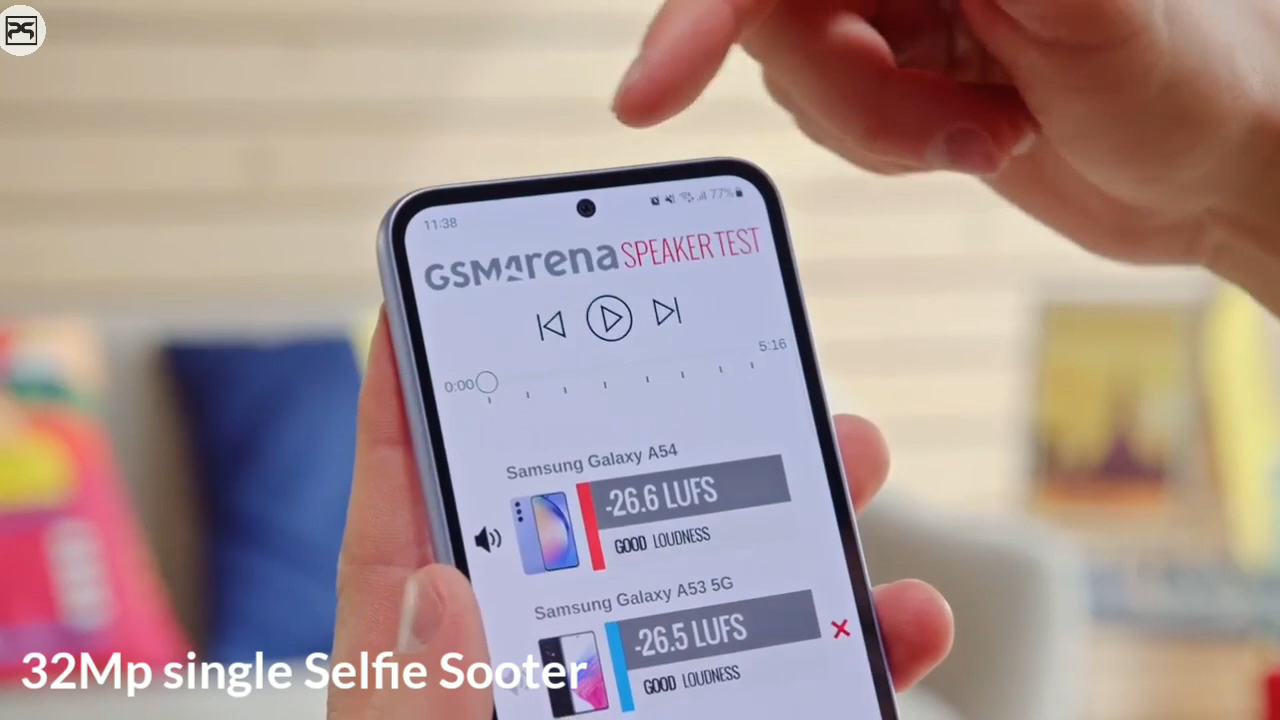 11:38
77%
GSMArena SPEAKER TEST
0:00
5:16
Samsung Galaxy A54
-26.6 LUFS
GOOD LOUDNESS
Samsung Galaxy A53 5G
-26.5 LUFS
GOOD LOUDNESS
32Mp single Selfie Sooter